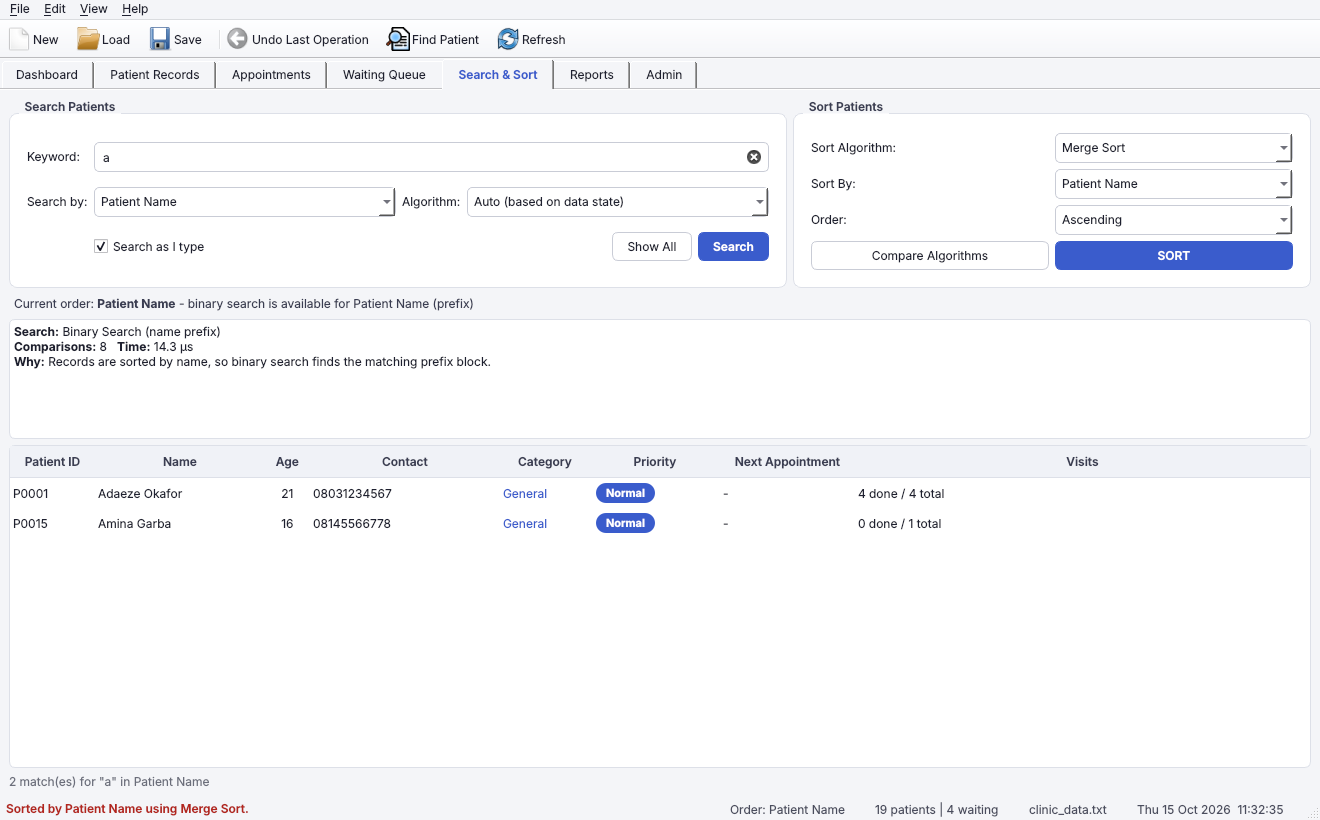 File Edit View Help
New Load Save Undo Last Operation Find Patient Refresh
Dashboard Patient Records Appointments Waiting Queue Search & Sort Reports Admin
Search Patients
Keyword: a
Search by: Patient Name Algorithm: Auto (based on data state)
Search as I type Show All Search
Sort Patients
Sort Algorithm: Merge Sort
Sort By: Patient Name
Order: Ascending
Compare Algorithms SORT
Current order: Patient Name - binary search is available for Patient Name (prefix)
Search: Binary Search (name prefix)
Comparisons: 8 Time: 14.3 µs
Why: Records are sorted by name, so binary search finds the matching prefix block.
Patient ID Name Age Contact Category Priority Next Appointment Visits
P0001 Adaeze Okafor 21 08031234567 General Normal - 4 done / 4 total
P0015 Amina Garba 16 08145566778 General Normal - 0 done / 1 total
2 match(es) for "a" in Patient Name
Sorted by Patient Name using Merge Sort. Order: Patient Name 19 patients | 4 waiting clinic_data.txt Thu 15 Oct 2026 11:32:35